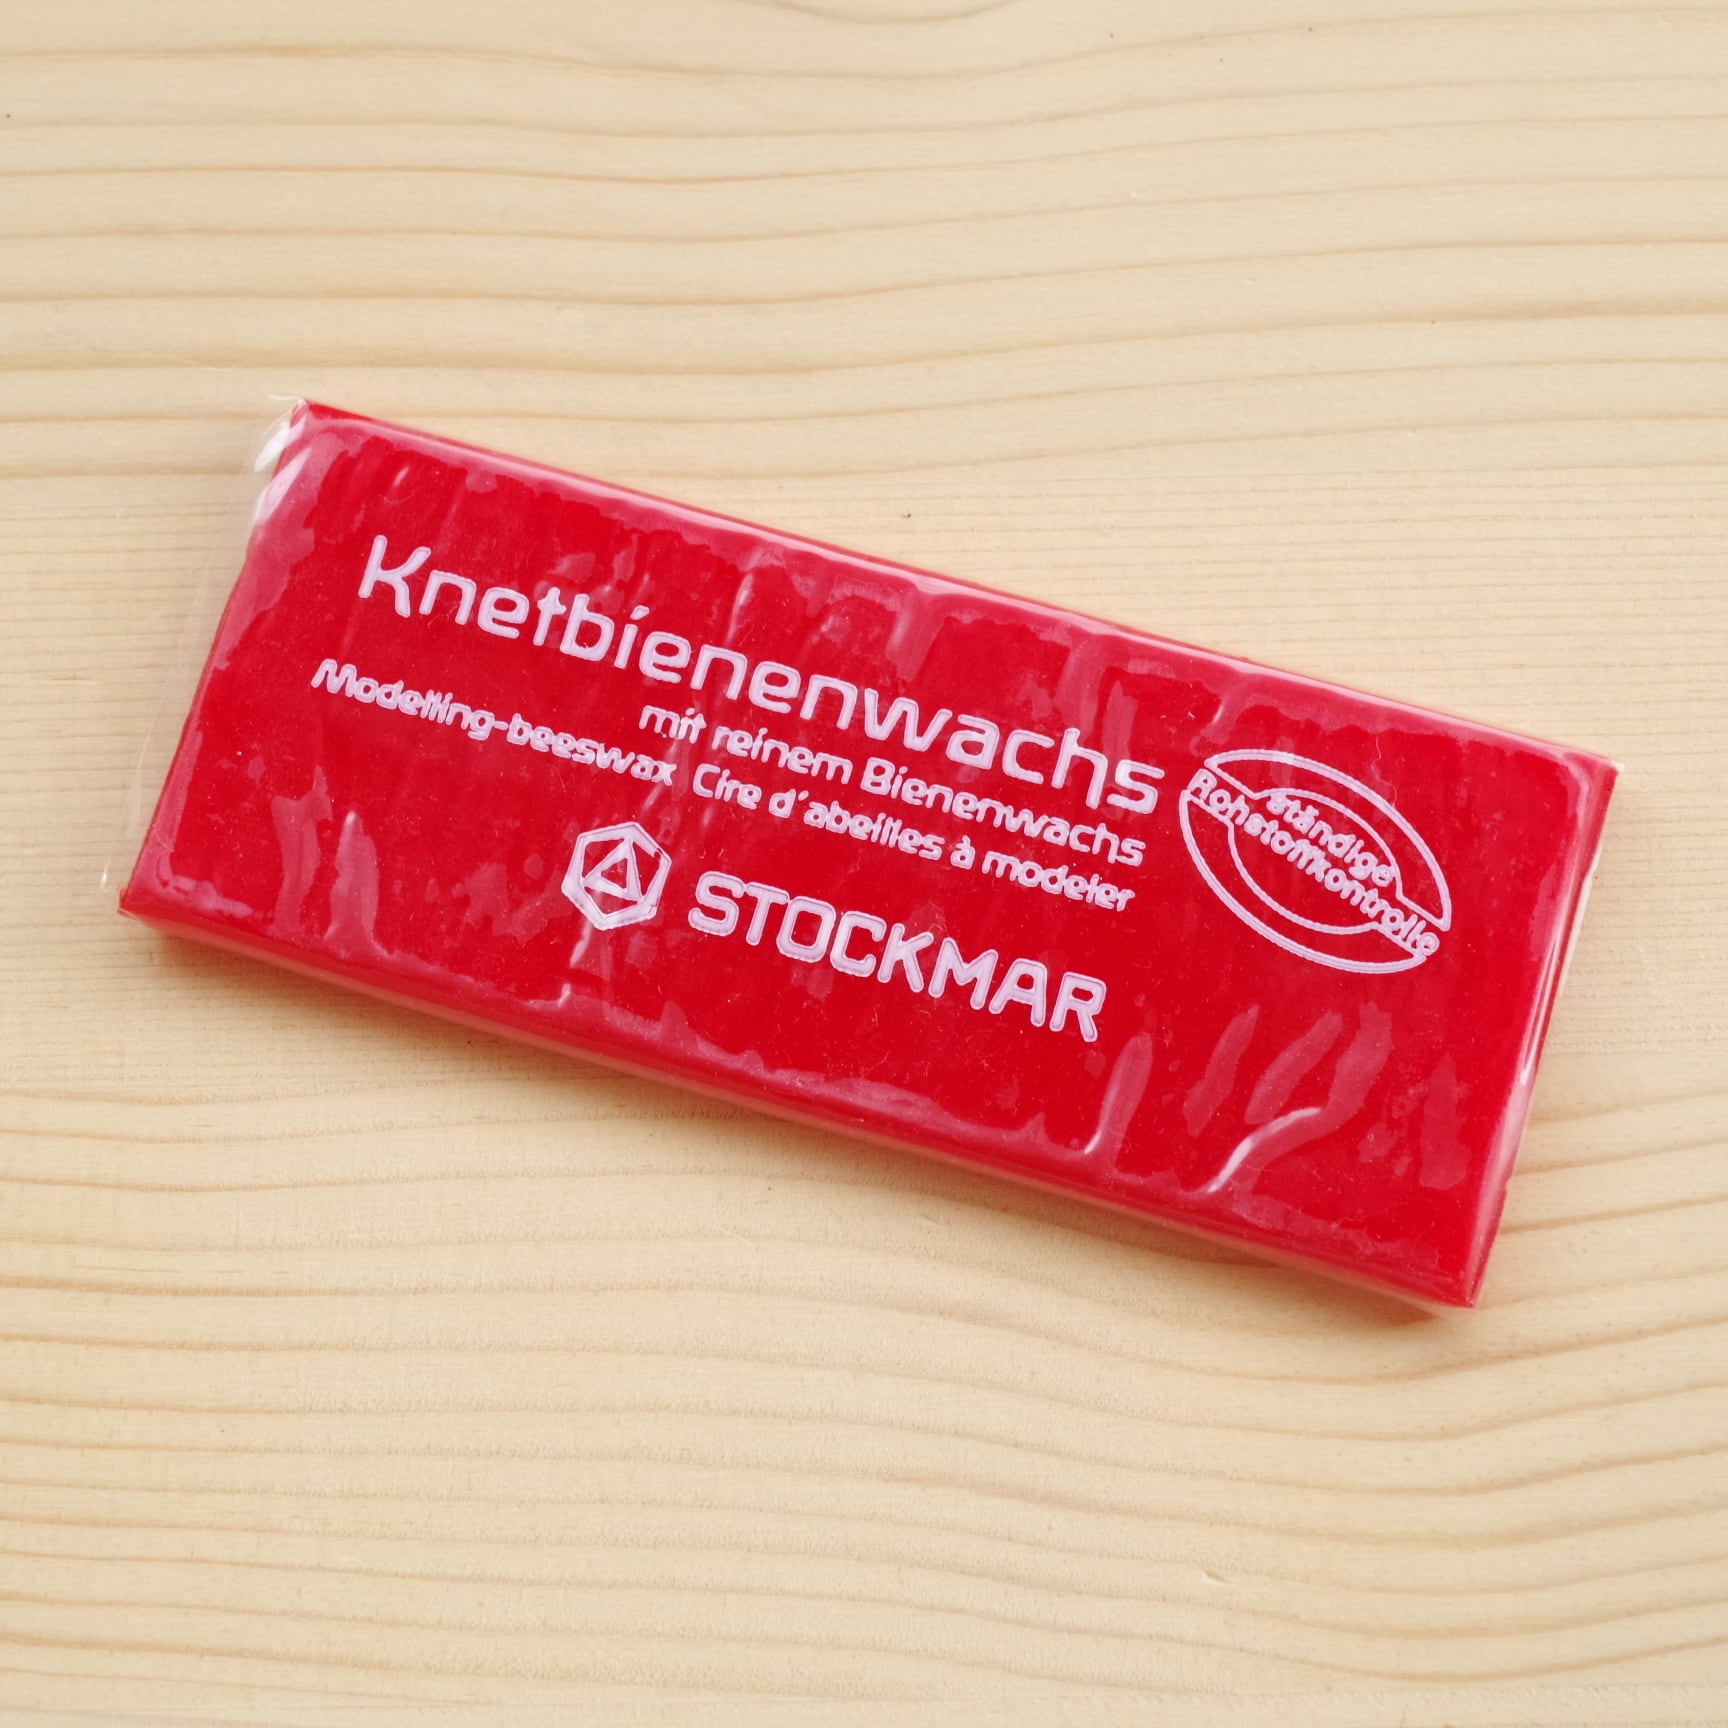 Knetbienenwachs
mit reinem Bienenwachs
Modelling-beeswax Cire d'abeilles à modeler
STOCKMAR
ständige
Rohstoffkontrolle